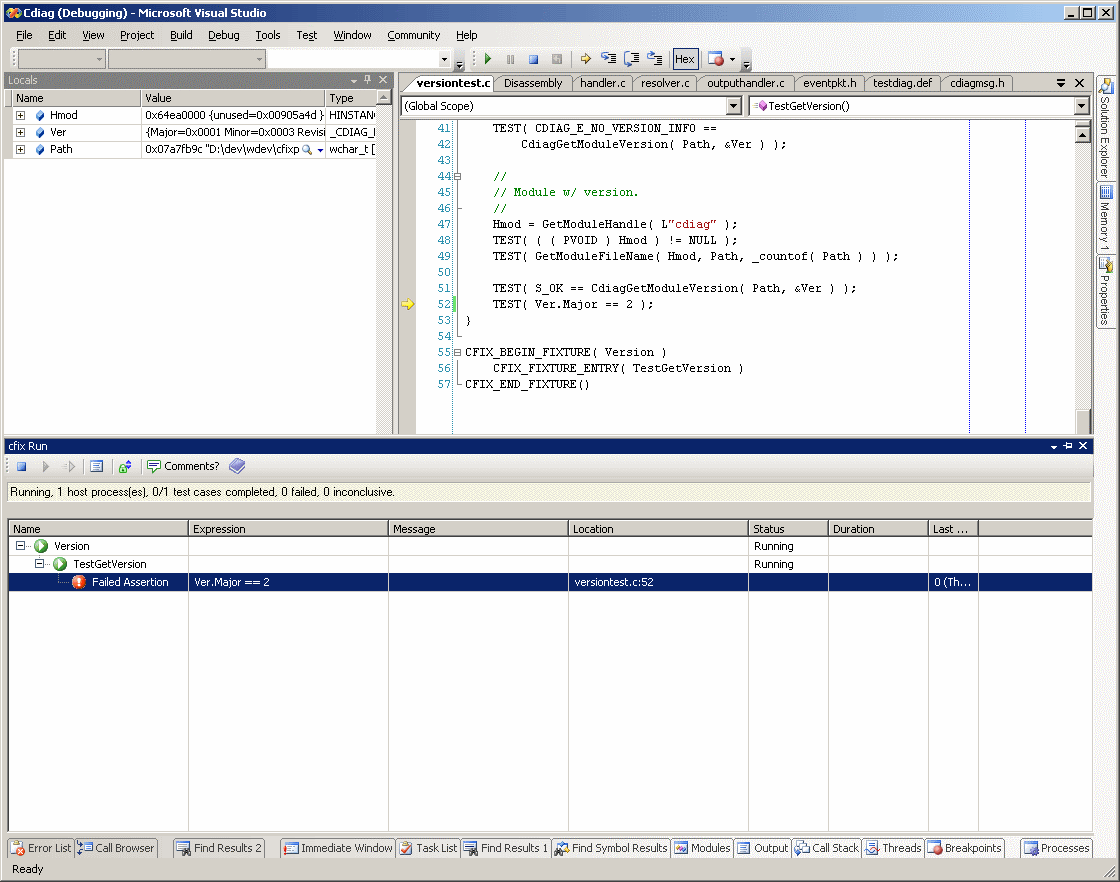 Cdiag (Debugging) - Microsoft Visual Studio
File Edit View Project Build Debug Tools Test Window Community Help
Hex
Locals
Name Value Type
Hmod 0x64ea0000 {unused=0x00905a4d } HINSTAN
Ver {Major=0x0001 Minor=0x0003 Revisi _CDIAG_
Path 0x07a7fb9c "D:\dev\wdev\cfixp wchar_t [
versiontest.c Disassembly handler.c resolver.c outputhandler.c eventpkt.h testdiag.def cdiagmsg.h
(Global Scope) TestGetVersion()
41 TEST( CDIAG_E_NO_VERSION_INFO ==
42 CdiagGetModuleVersion( Path, &Ver ) );
43
44 //
45 // Module w/ version.
46 //
47 Hmod = GetModuleHandle( L"cdiag" );
48 TEST( ( ( PVOID ) Hmod ) != NULL );
49 TEST( GetModuleFileName( Hmod, Path, _countof( Path ) ) );
50
51 TEST( S_OK == CdiagGetModuleVersion( Path, &Ver ) );
52 TEST( Ver.Major == 2 );
53 }
54
55 CFIX_BEGIN_FIXTURE( Version )
56 CFIX_FIXTURE_ENTRY( TestGetVersion )
57 CFIX_END_FIXTURE()
Solution Explorer
Memory 1
Properties
cfix Run
Comments?
Running, 1 host process(es), 0/1 test cases completed, 0 failed, 0 inconclusive.
Name Expression Message Location Status Duration Last ...
Version Running
TestGetVersion Running
Failed Assertion Ver.Major == 2 versiontest.c:52 0 (Th...
Error List Call Browser Find Results 2 Immediate Window Task List Find Results 1 Find Symbol Results Modules Output Call Stack Threads Breakpoints Processes
Ready